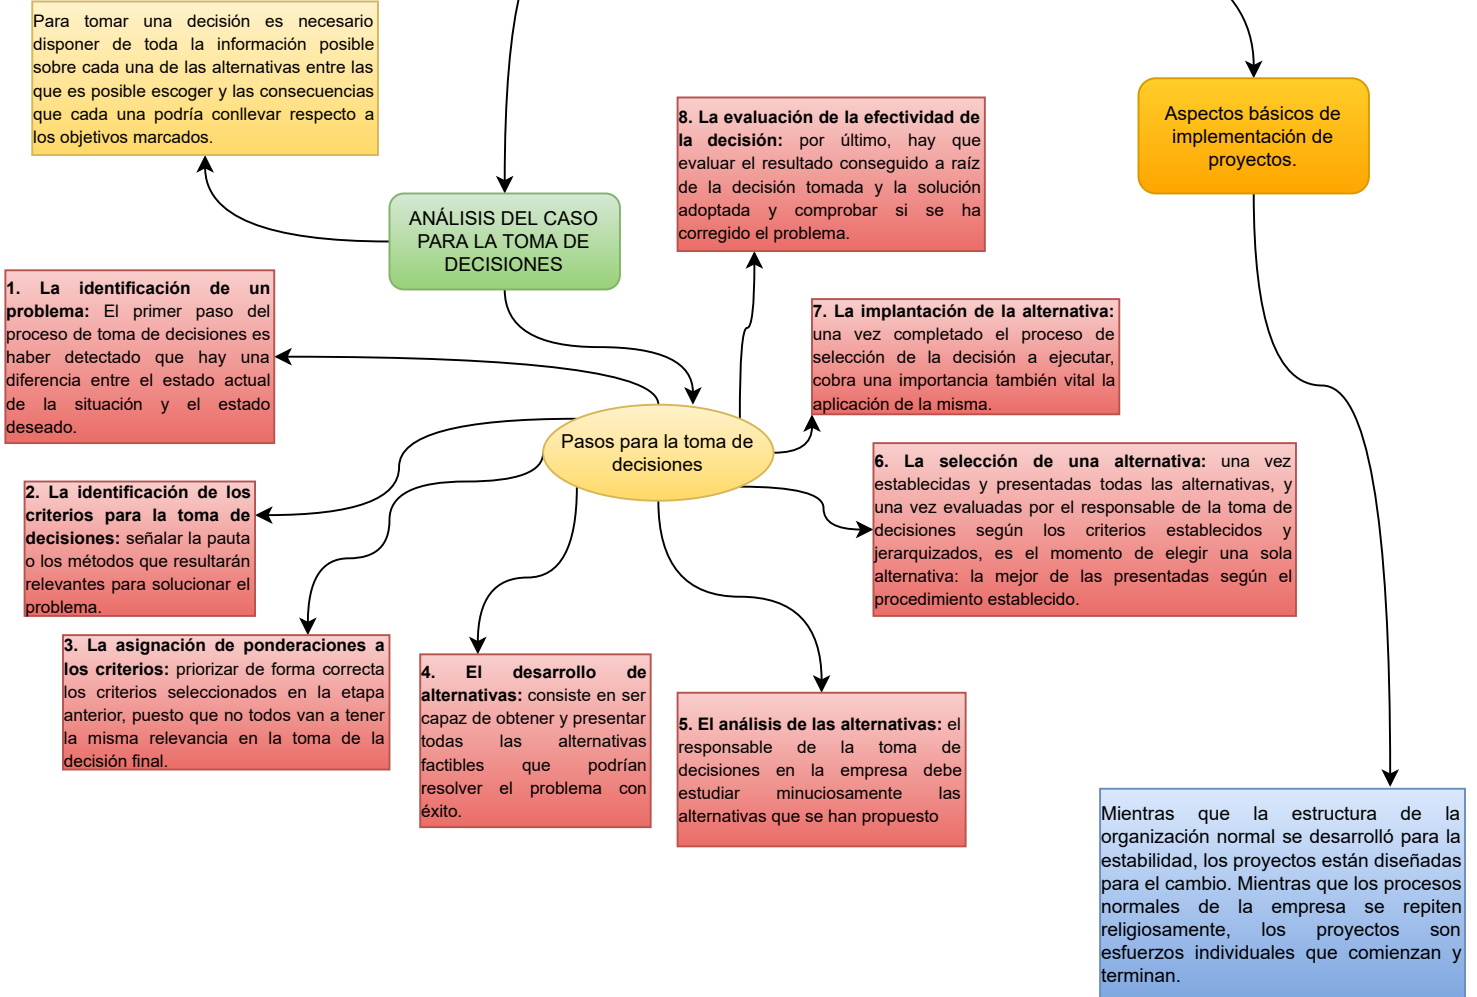 Para tomar una decisión es necesario
disponer de toda la información posible
sobre cada una de las alternativas entre las
que es posible escoger y las consecuencias
que cada una podría conllevar respecto a
los objetivos marcados.
ANÁLISIS DEL CASO
PARA LA TOMA DE
DECISIONES
Pasos para la toma de
decisiones
1. La identificación de un
problema: El primer paso del
proceso de toma de decisiones es
haber detectado que hay una
diferencia entre el estado actual
de la situación y el estado
deseado.
2. La identificación de los
criterios para la toma de
decisiones: señalar la pauta
o los métodos que resultarán
relevantes para solucionar el
problema.
3. La asignación de ponderaciones a
los criterios: priorizar de forma correcta
los criterios seleccionados en la etapa
anterior, puesto que no todos van a tener
la misma relevancia en la toma de la
decisión final.
4. El desarrollo de
alternativas: consiste en ser
capaz de obtener y presentar
todas las alternativas
factibles que podrían
resolver el problema con
éxito.
5. El análisis de las alternativas: el
responsable de la toma de
decisiones en la empresa debe
estudiar minuciosamente las
alternativas que se han propuesto
6. La selección de una alternativa: una vez
establecidas y presentadas todas las alternativas, y
una vez evaluadas por el responsable de la toma de
decisiones según los criterios establecidos y
jerarquizados, es el momento de elegir una sola
alternativa: la mejor de las presentadas según el
procedimiento establecido.
7. La implantación de la alternativa:
una vez completado el proceso de
selección de la decisión a ejecutar,
cobra una importancia también vital la
aplicación de la misma.
8. La evaluación de la efectividad de
la decisión: por último, hay que
evaluar el resultado conseguido a raíz
de la decisión tomada y la solución
adoptada y comprobar si se ha
corregido el problema.
Aspectos básicos de
implementación de
proyectos.
Mientras que la estructura de la
organización normal se desarrolló para la
estabilidad, los proyectos están diseñadas
para el cambio. Mientras que los procesos
normales de la empresa se repiten
religiosamente, los proyectos son
esfuerzos individuales que comienzan y
terminan.